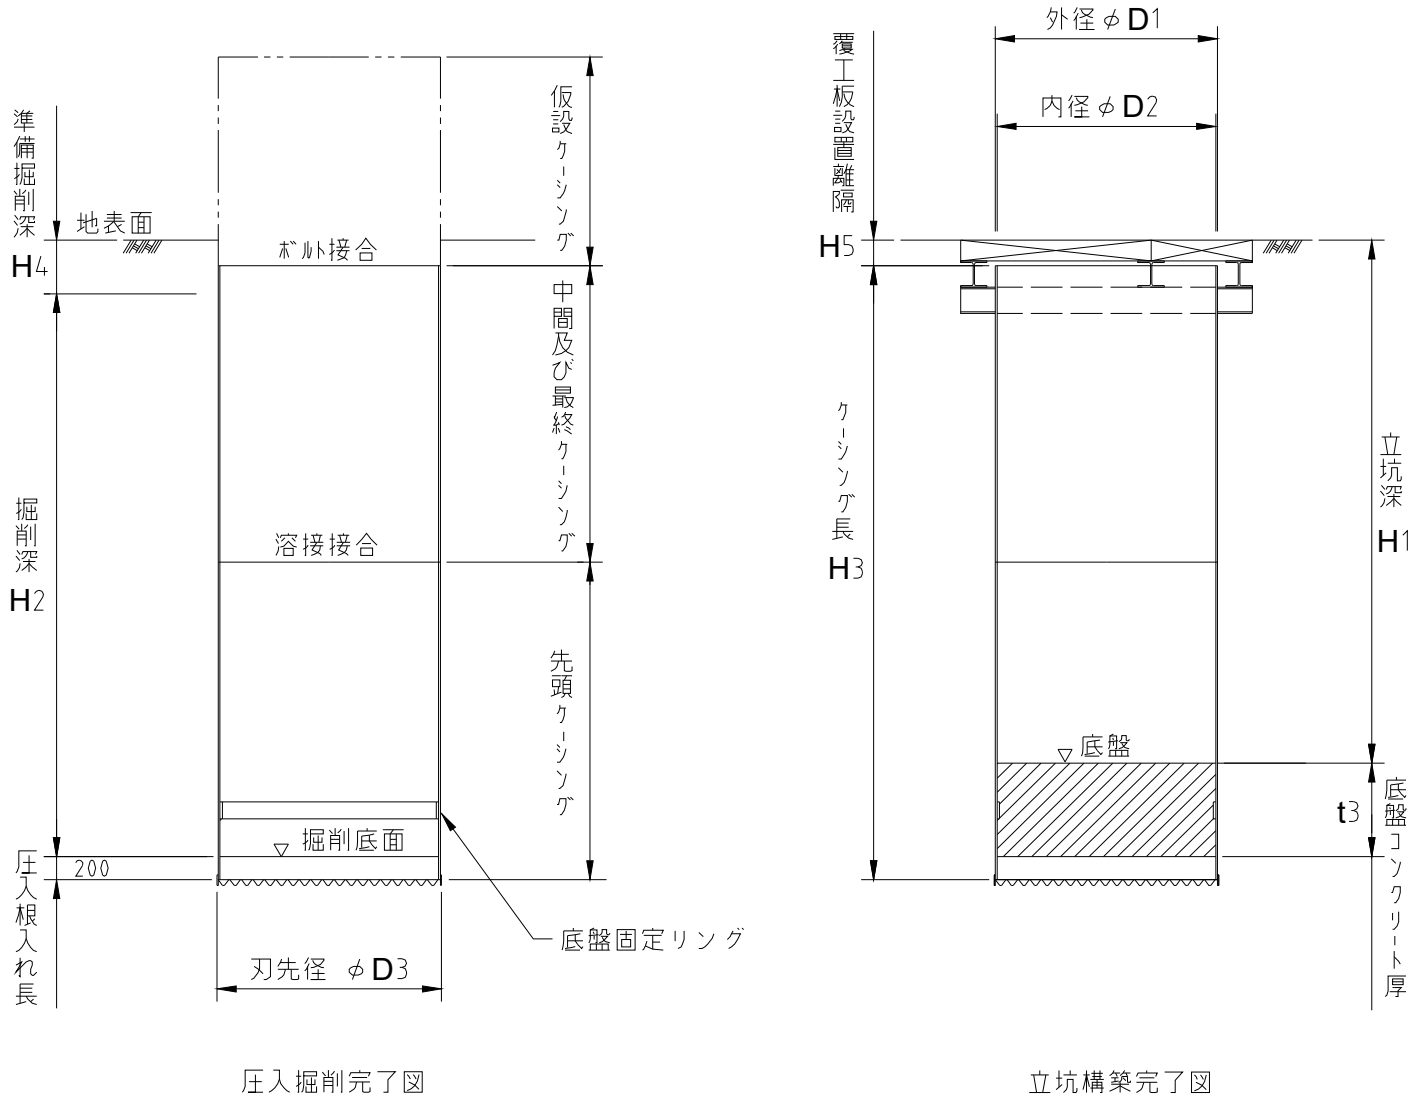 準備掘削深
H4
地表面
ボルト接合
仮設ケーシング
中間及び最終ケーシング
掘削深
H2
溶接接合
先頭ケーシング
掘削底面
圧入根入れ長
200
底盤固定リング
刃先径 φD3
圧入掘削完了図
外径φD1
内径φD2
覆工板設置離隔
H5
ケーシング長
H3
立坑深
H1
底盤
t3
底盤コンクリート厚
立坑構築完了図